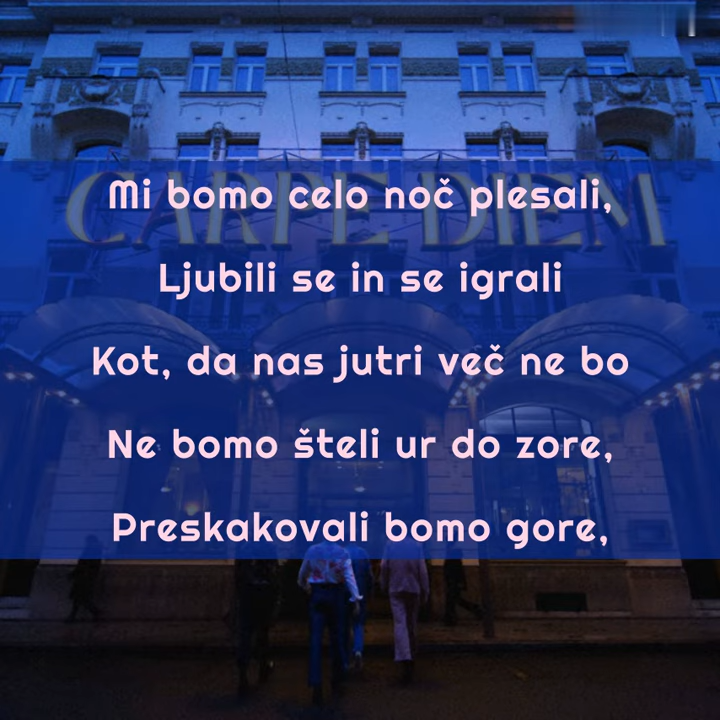 CARPE DIEM
Mi bomo celo noč plesali,
Ljubili se in se igrali
Kot, da nas jutri več ne bo
Ne bomo šteli ur do zore,
Preskakovali bomo gore,